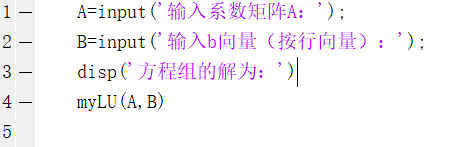 1 A=input('输入系数矩阵A：');
2 B=input('输入b向量（按行向量）：');
3 disp('方程组的解为：')
4 myLU(A,B)
5